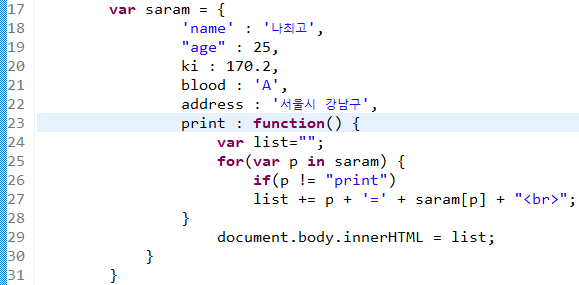 17 var saram = {
18 'name' : '나최고',
19 "age" : 25,
20 ki : 170.2,
21 blood : 'A',
22 address : '서울시 강남구',
23 print : function() {
24 var list="";
25 for(var p in saram) {
26 if(p != "print")
27 list += p + '=' + saram[p] + "<br>";
28 }
29 document.body.innerHTML = list;
30 }
31 }